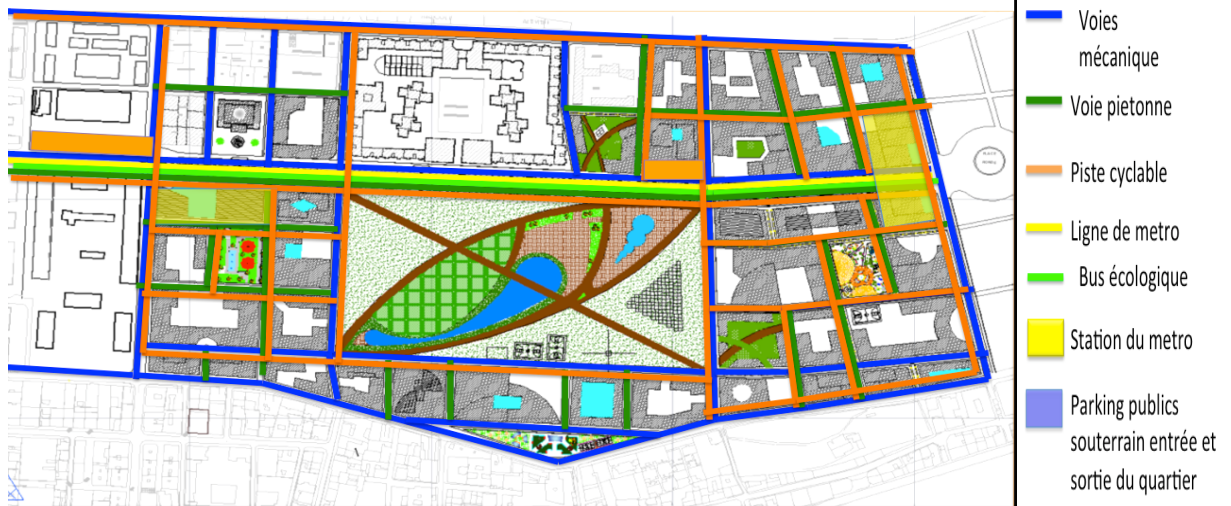 Voies
mécanique
Voie pietonne
Piste cyclable
Ligne de metro
Bus écologique
Station du metro
Parking publics
souterrain entrée et
sortie du quartier